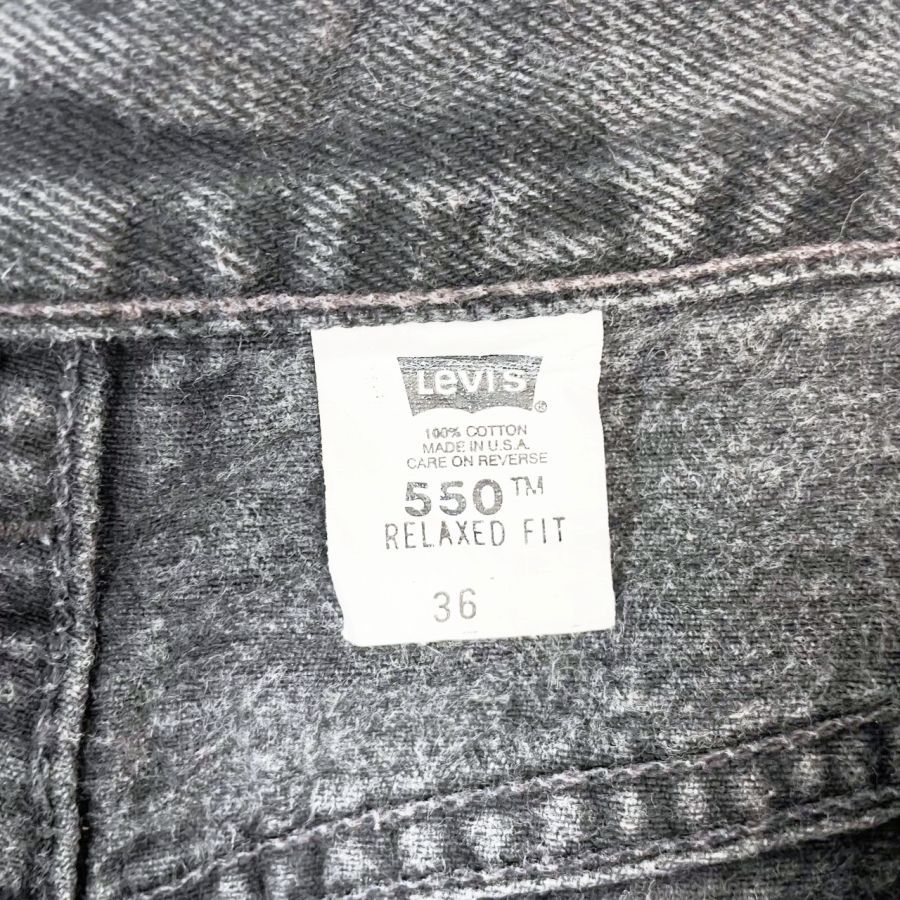 Levi's ®
100% COTTON
MADE IN U.S.A.
CARE ON REVERSE
550™
RELAXED FIT
36